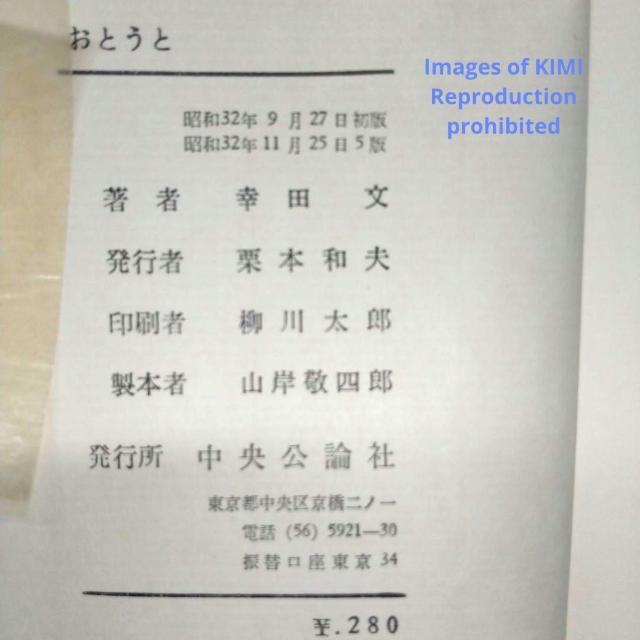 おとうと
昭和32年 9 月 27 日 初版
昭和32年 11 月 25 日 5 版
著者 幸田文
発行者 栗本和夫
印刷者 柳川太郎
製本者 山岸敬四郎
発行所 中央公論社
東京都中央区京橋二ノ一
電話 (56) 5921―30
振替口座東京 34
¥.280
Images of KIMI
Reproduction
prohibited